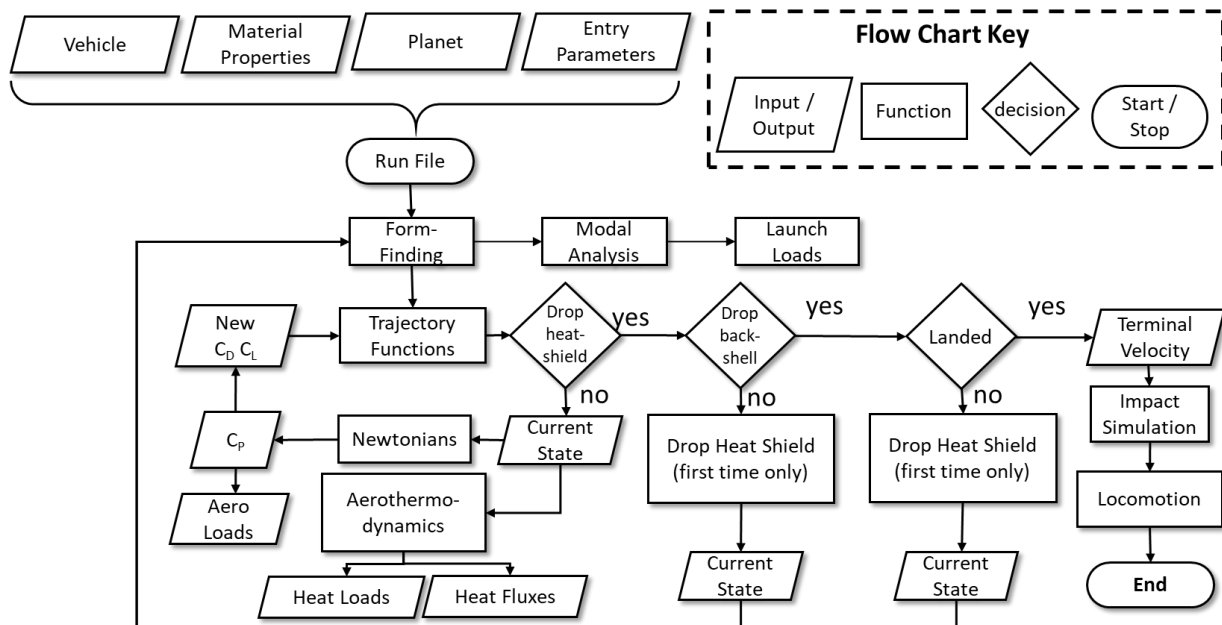 Vehicle
Material
Properties
Planet
Entry
Parameters
Flow Chart Key
Input /
Output
Function
decision
Start /
Stop
Run File
Form-
Finding
Modal
Analysis
Launch
Loads
New
C_D C_L
Trajectory
Functions
Drop
heat-
shield
yes
Drop
back-
shell
yes
Landed
yes
Terminal
Velocity
no
no
no
C_P
Newtonians
Current
State
Drop Heat Shield
(first time only)
Drop Heat Shield
(first time only)
Impact
Simulation
Aero
Loads
Aerothermo-
dynamics
Locomotion
Heat Loads
Heat Fluxes
Current
State
Current
State
End